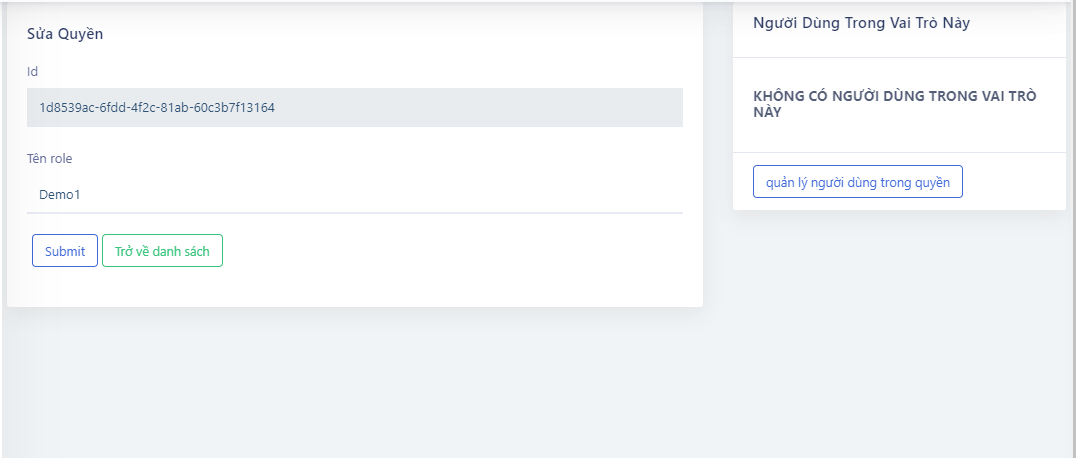 Sửa Quyền
Id
1d8539ac-6fdd-4f2c-81ab-60c3b7f13164
Tên role
Demo1
Submit
Trở về danh sách
Người Dùng Trong Vai Trò Này
KHÔNG CÓ NGƯỜI DÙNG TRONG VAI TRÒ
NÀY
quản lý người dùng trong quyền